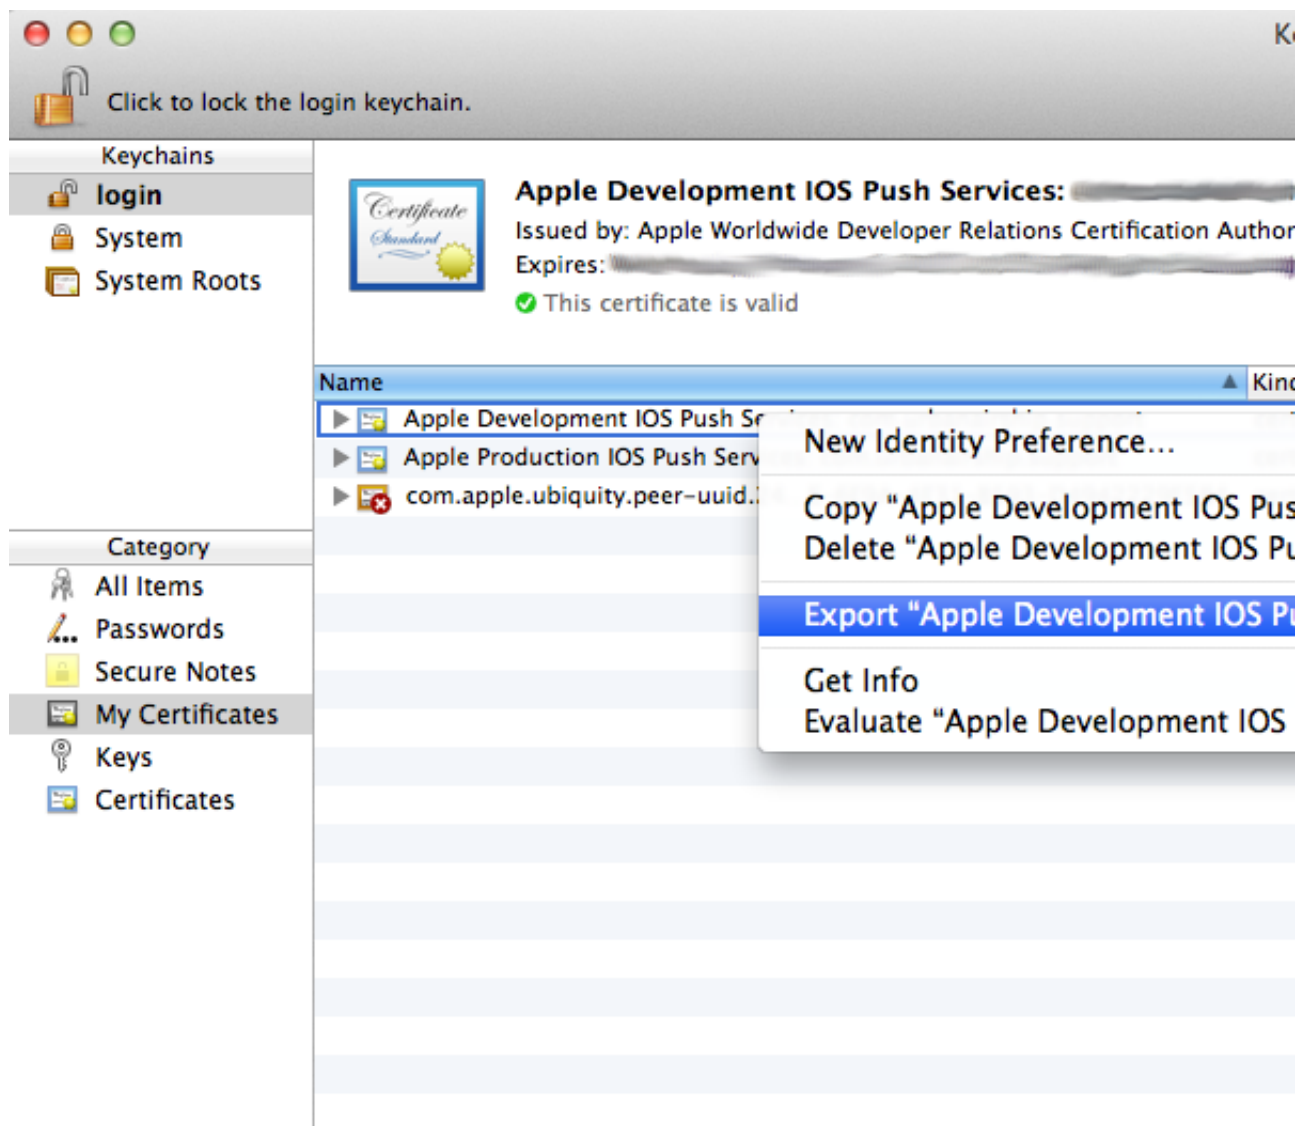 Click to lock the login keychain.
Keychains
login
System
System Roots
Certificate
Standard
Apple Development IOS Push Services:
Issued by: Apple Worldwide Developer Relations Certification Author
Expires:
This certificate is valid
Name
Kind
Apple Development IOS Push Se
Apple Production IOS Push Serv
com.apple.ubiquity.peer-uuid.
New Identity Preference...
Copy “Apple Development IOS Pus
Delete “Apple Development IOS Pu
Export “Apple Development IOS Pu
Get Info
Evaluate “Apple Development IOS
Category
All Items
Passwords
Secure Notes
My Certificates
Keys
Certificates